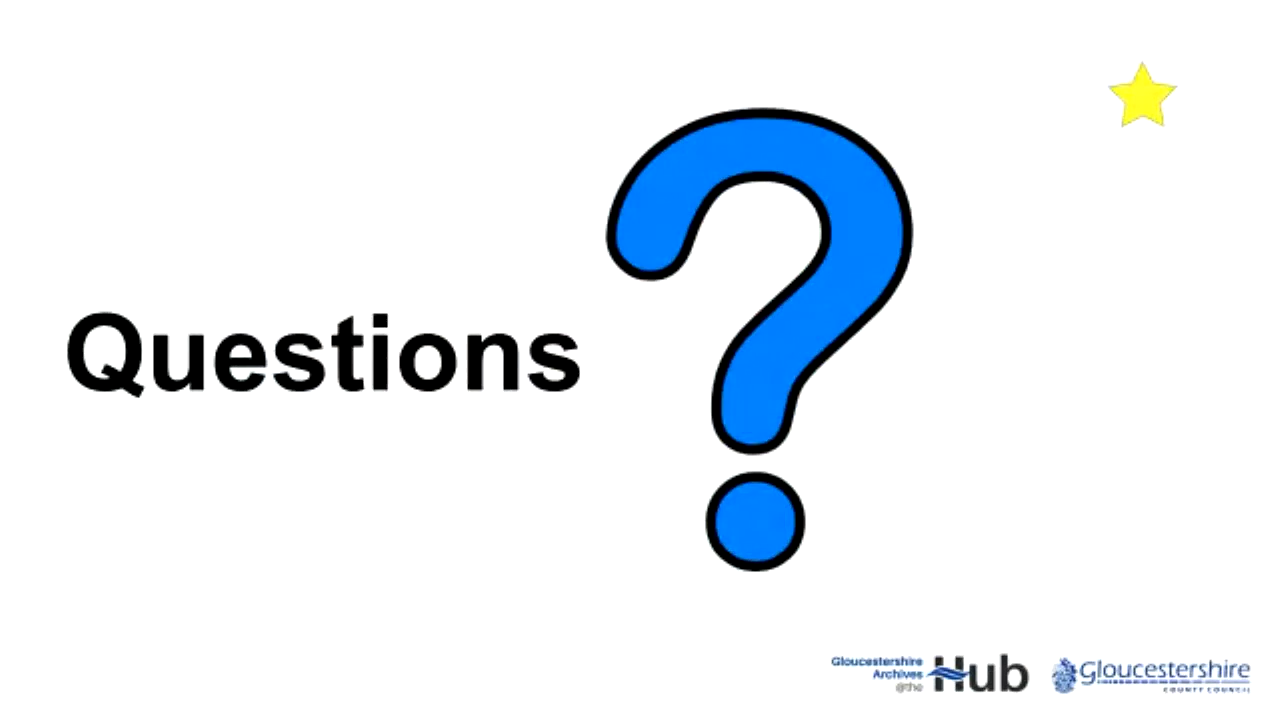 Questions
?
Gloucestershire
Archives
@the
Hub
Gloucestershire
COUNTY COUNCIL